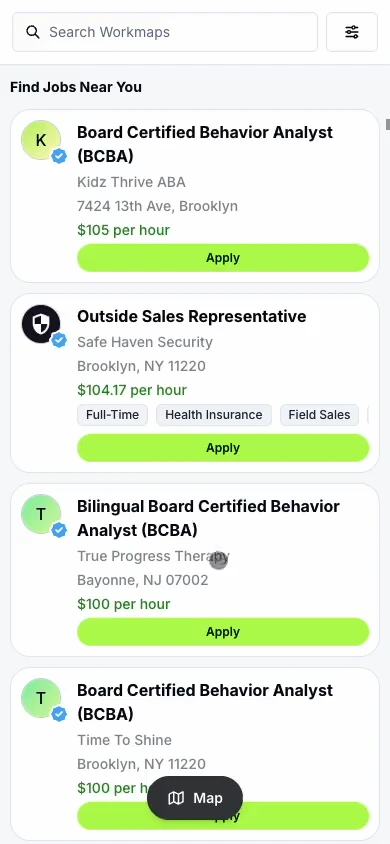 Search Workmaps
Find Jobs Near You
K
Board Certified Behavior Analyst
(BCBA)
Kidz Thrive ABA
7424 13th Ave, Brooklyn
$105 per hour
Apply
Outside Sales Representative
Safe Haven Security
Brooklyn, NY 11220
$104.17 per hour
Full-Time Health Insurance Field Sales
Apply
T
Bilingual Board Certified Behavior
Analyst (BCBA)
True Progress Therapy
Bayonne, NJ 07002
$100 per hour
Apply
T
Board Certified Behavior Analyst
(BCBA)
Time To Shine
Brooklyn, NY 11220
$100 per
Map